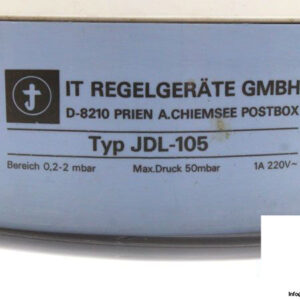 IT REGELGERÄTE GMBH
D-8210 PRIEN A.CHIEMSEE POSTBOX
Typ JDL-105
Bereich 0,2-2 mbar Max.Druck 50mbar 1A 220V~